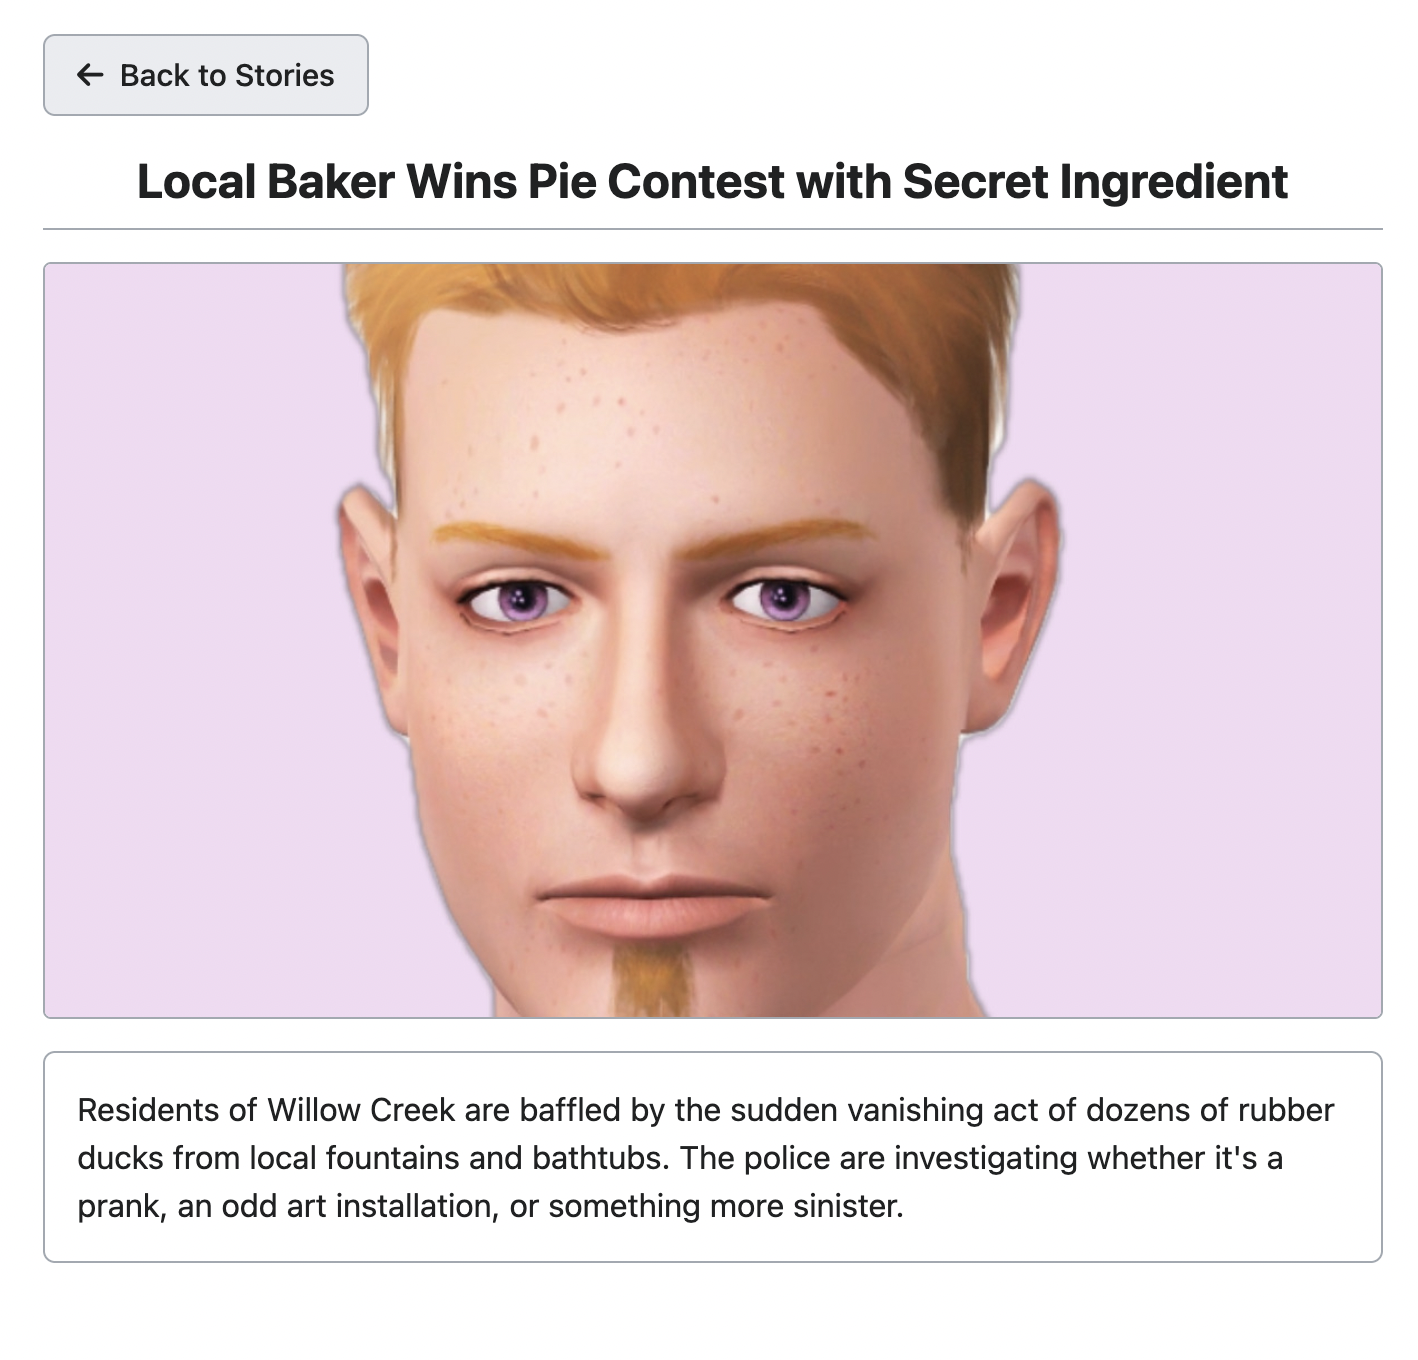 ← Back to Stories
Local Baker Wins Pie Contest with Secret Ingredient
Residents of Willow Creek are baffled by the sudden vanishing act of dozens of rubber
ducks from local fountains and bathtubs. The police are investigating whether it's a
prank, an odd art installation, or something more sinister.